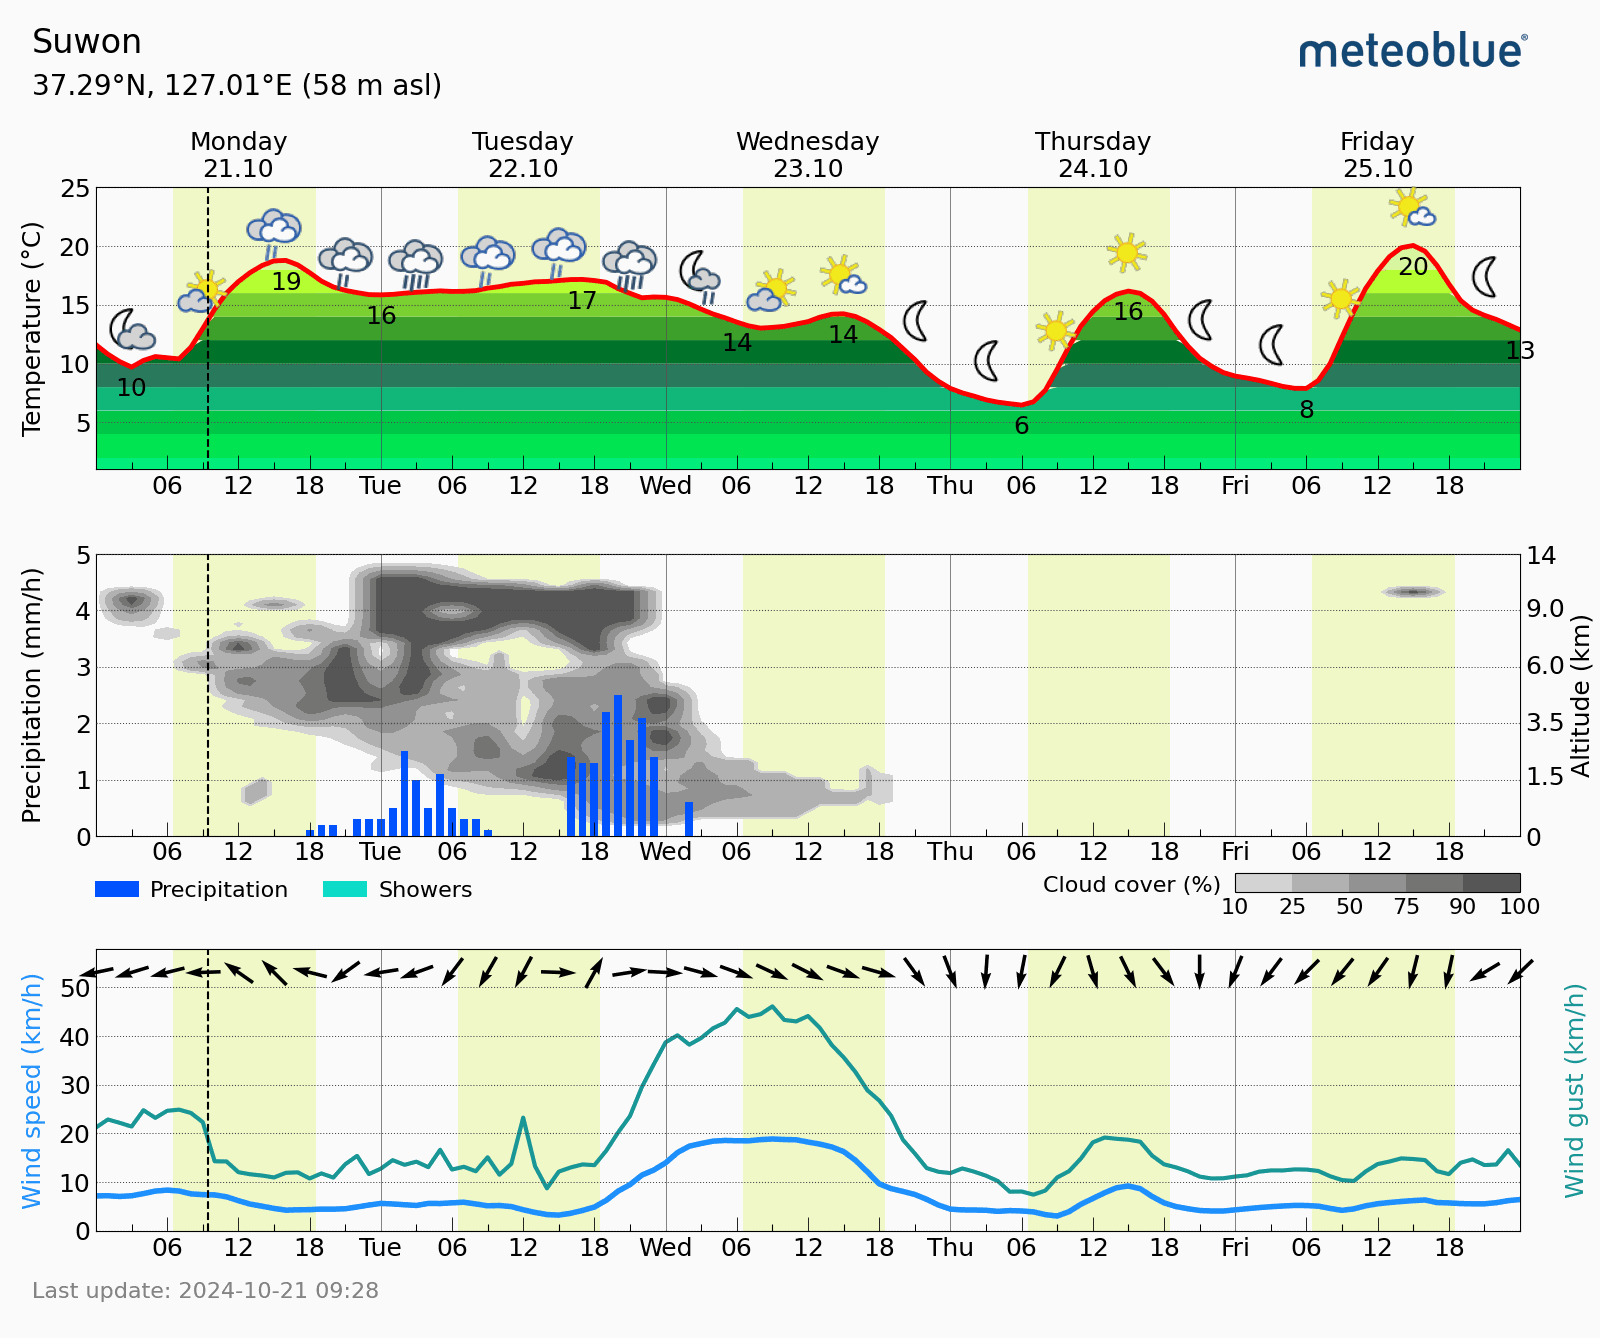 Suwon
meteoblue®
37.29°N, 127.01°E (58 m asl)
Monday Tuesday Wednesday Thursday Friday
21.10 22.10 23.10 24.10 25.10
Temperature (°C)
25
20
15
10
5
10 19 16 17 14 14 6 16 8 20 13
06 12 18 Tue 06 12 18 Wed 06 12 18 Thu 06 12 18 Fri 06 12 18
Precipitation (mm/h)
5
4
3
2
1
0
14
9.0
6.0
3.5
1.5
0
Altitude (km)
06 12 18 Tue 06 12 18 Wed 06 12 18 Thu 06 12 18 Fri 06 12 18
Precipitation Showers
Cloud cover (%)
10 25 50 75 90 100
Wind speed (km/h)
50
40
30
20
10
0
Wind gust (km/h)
06 12 18 Tue 06 12 18 Wed 06 12 18 Thu 06 12 18 Fri 06 12 18
Last update: 2024-10-21 09:28